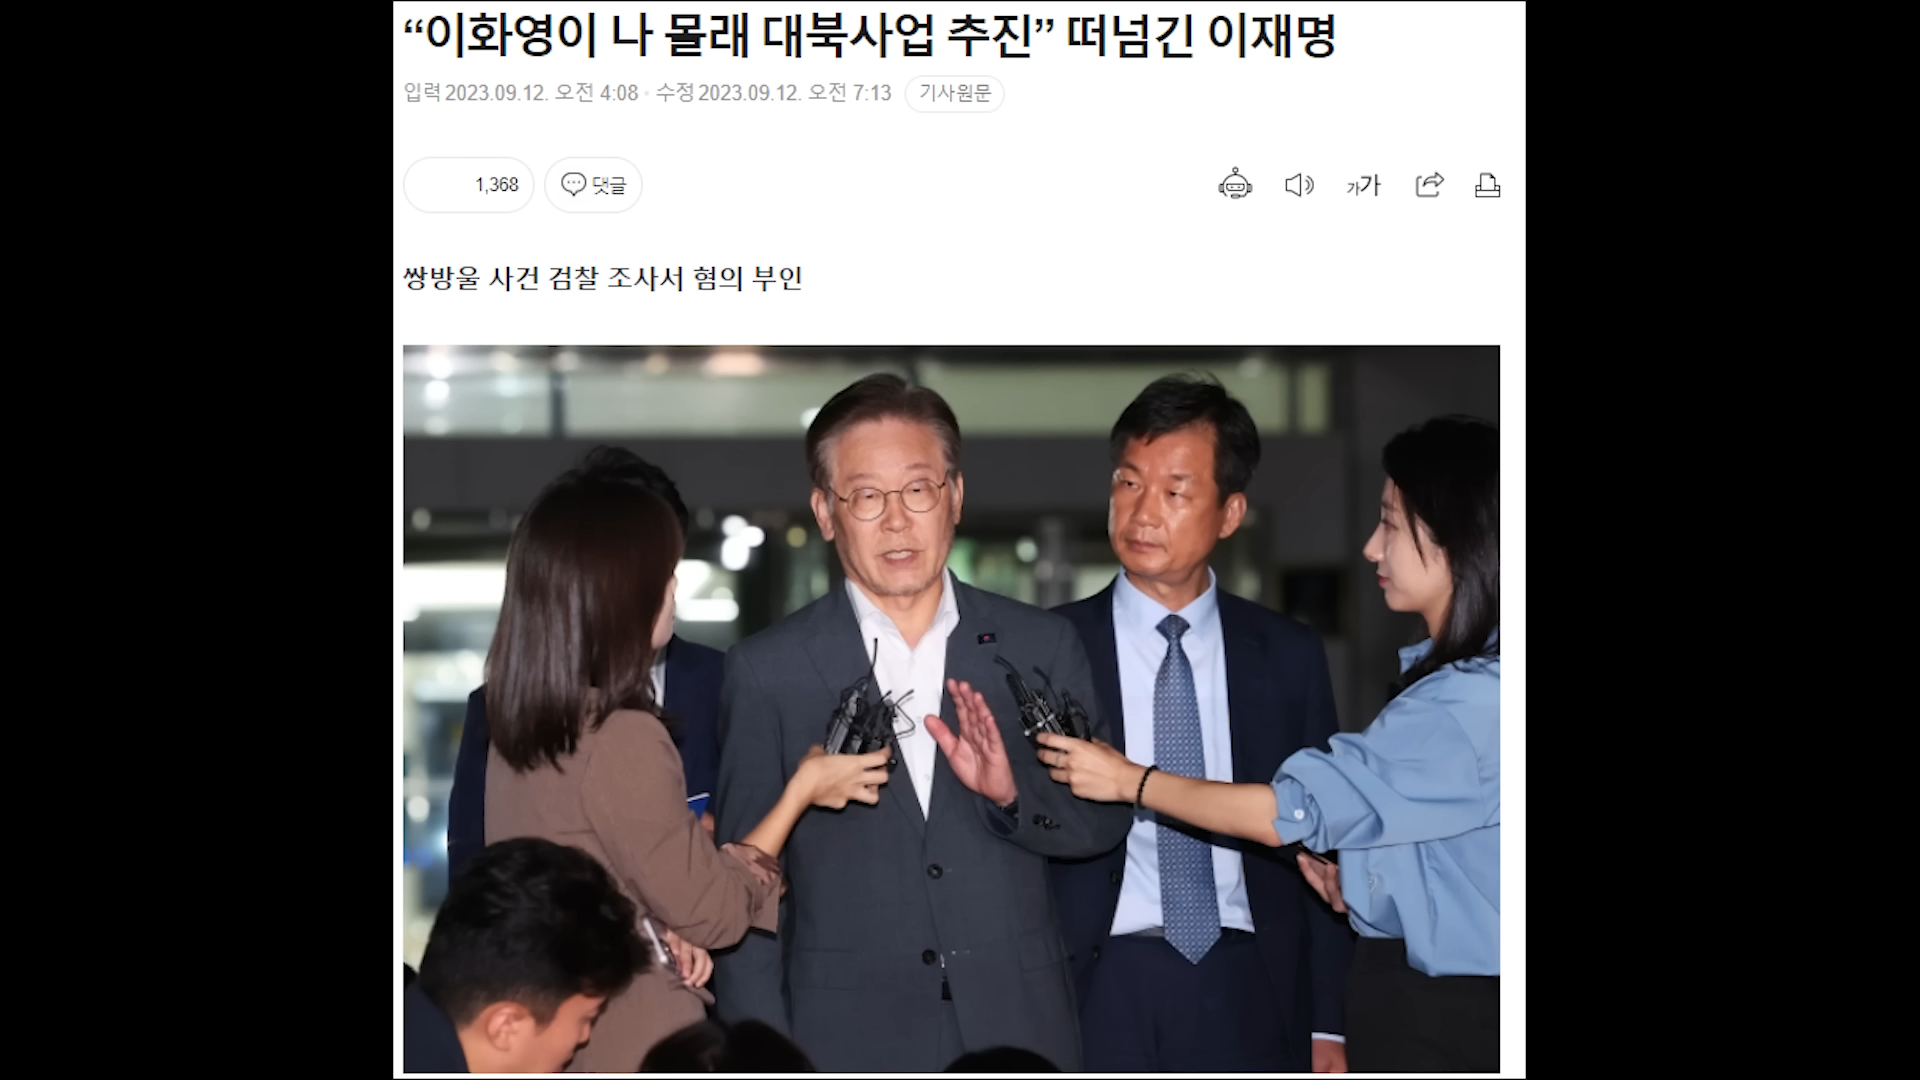 “이화영이 나 몰래 대북사업 추진” 떠넘긴 이재명
입력 2023.09.12. 오전 4:08 · 수정 2023.09.12. 오전 7:13 기사원문
1,368 댓글 가가
쌍방울 사건 검찰 조사서 혐의 부인